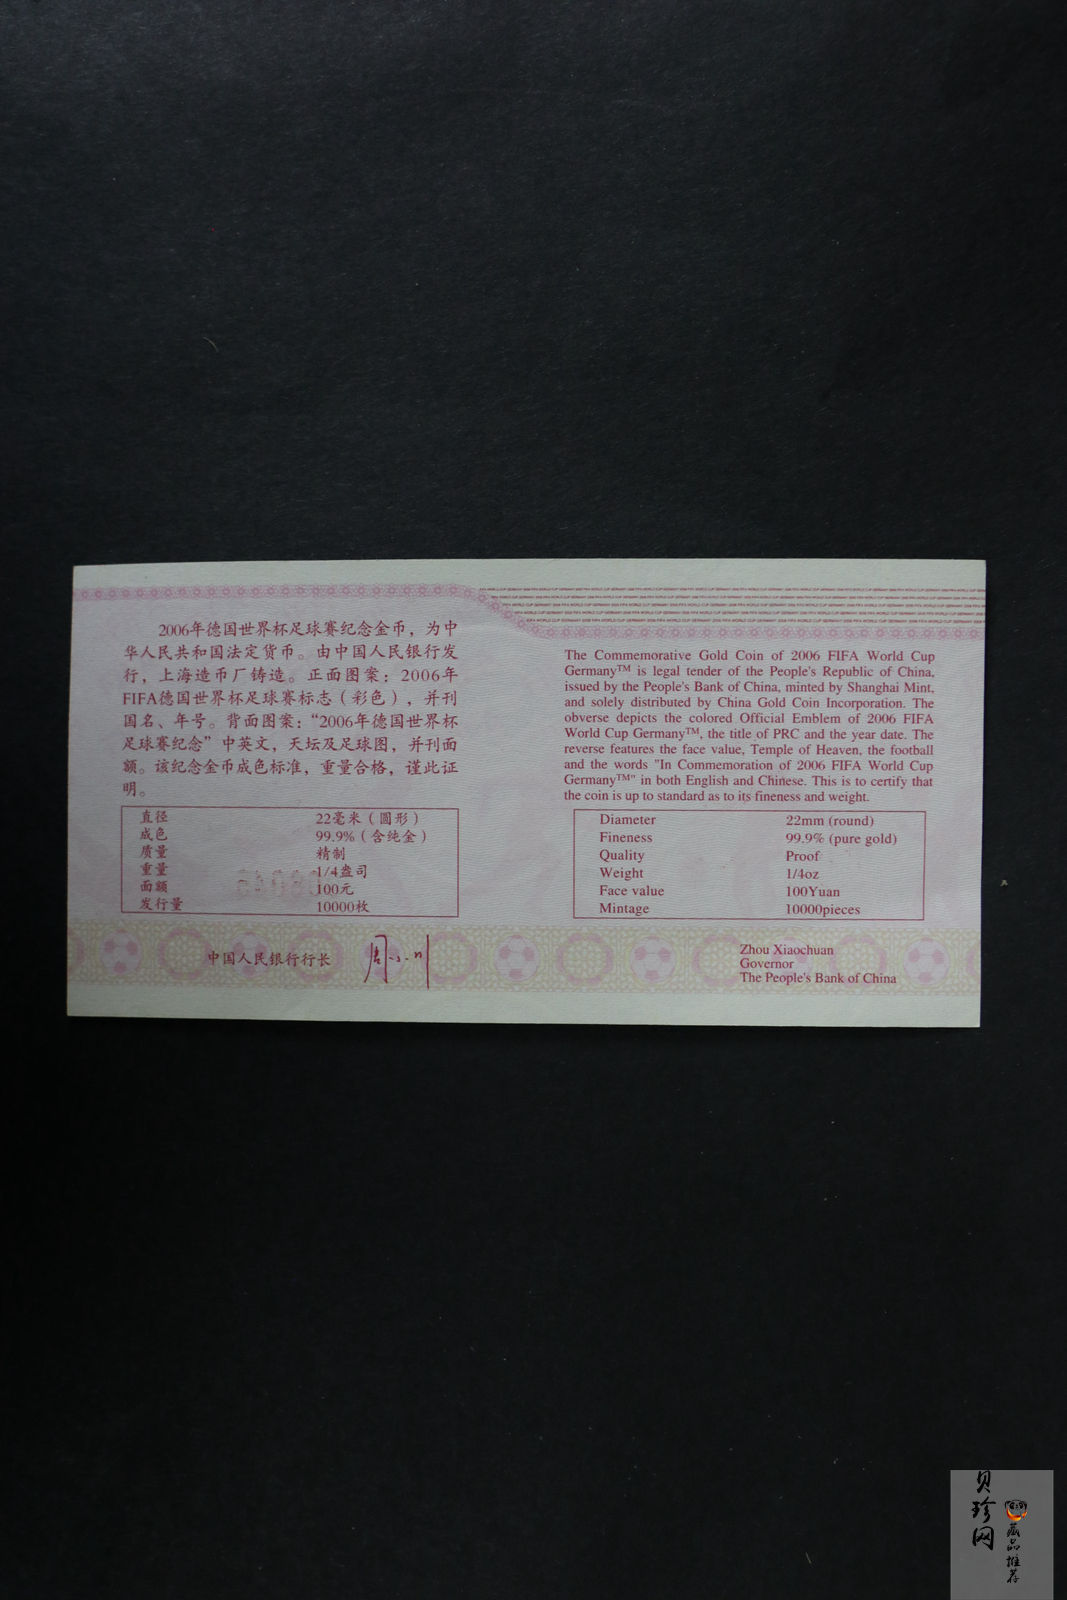 2006年德国世界杯足球赛纪念金币，为中
华人民共和国法定货币。由中国人民银行发
行，上海造币厂铸造。正面图案：2006年
FIFA德国世界杯足球赛标志（彩色），并刊
国名、年号。背面图案：“2006年德国世界杯
足球赛纪念”中英文，天坛及足球图，并刊面
额。该纪念金币成色标准，重量合格，谨此证
明。
直径 22毫米（圆形）
成色 99.9%（含纯金）
质量 精制
重量 1/4盎司
面额 100元
发行量 10000枚
中国人民银行行长 周小川
The Commemorative Gold Coin of 2006 FIFA World Cup
Germany™ is legal tender of the People's Republic of China,
issued by the People's Bank of China, minted by Shanghai Mint,
and solely distributed by China Gold Coin Incorporation. The
obverse depicts the colored Official Emblem of 2006 FIFA
World Cup Germany™, the title of PRC and the year date. The
reverse features the face value, Temple of Heaven, the football
and the words "In Commemoration of 2006 FIFA World Cup
Germany™" in both English and Chinese. This is to certify that
the coin is up to standard as to its fineness and weight.
Diameter 22mm (round)
Fineness 99.9% (pure gold)
Quality Proof
Weight 1/4oz
Face value 100Yuan
Mintage 10000pieces
Zhou Xiaochuan
Governor
The People's Bank of China
贝珍网
藏品推荐